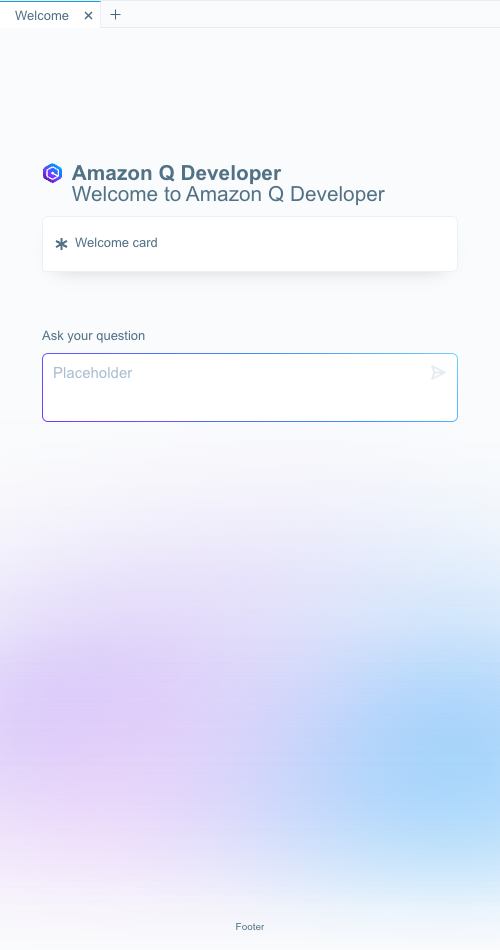 Welcome
Amazon Q Developer
Welcome to Amazon Q Developer
Welcome card
Ask your question
Placeholder
Footer